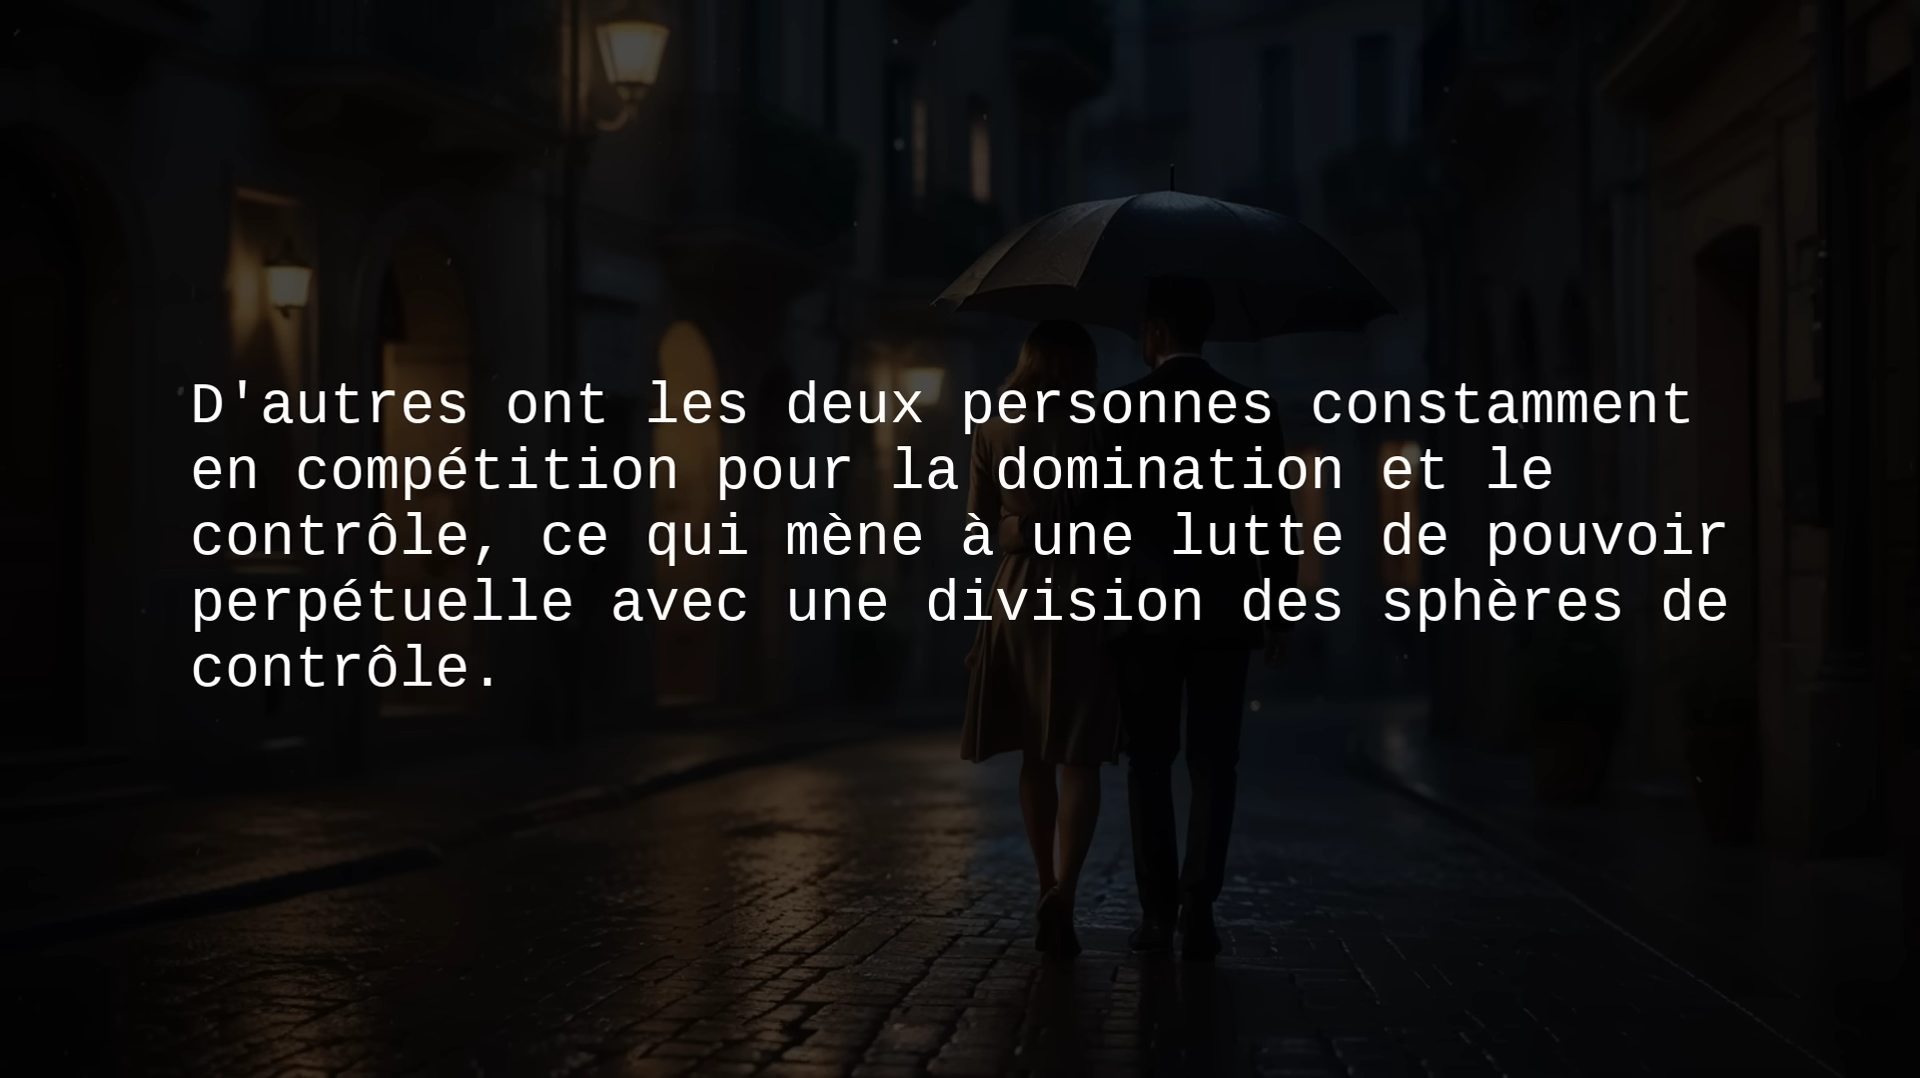 D'autres ont les deux personnes constamment
en compétition pour la domination et le
contrôle, ce qui mène à une lutte de pouvoir
perpétuelle avec une division des sphères de
contrôle.